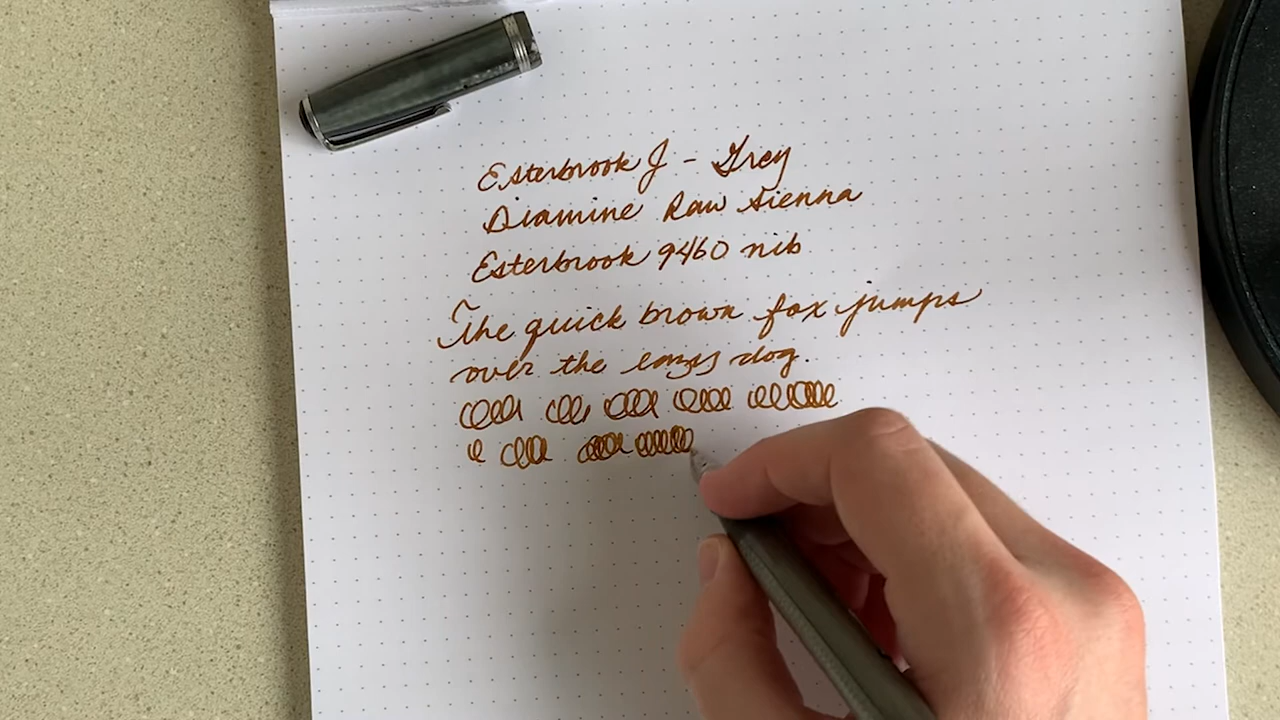 Esterbrook J - Grey
Diamine Raw Sienna
Esterbrook 9460 nib
The quick brown fox jumps
over the lazy dog.